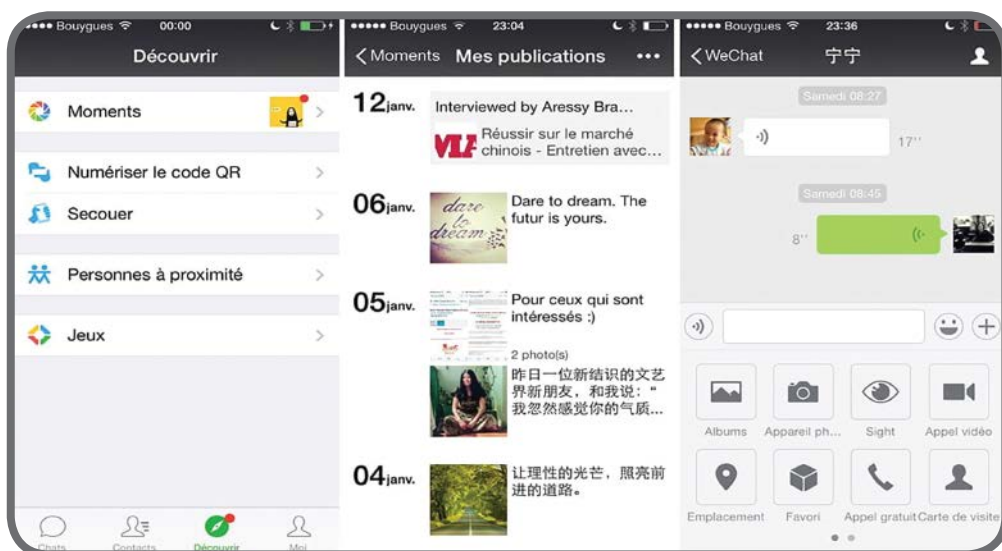 Bouygues 00:00
Découvrir
Moments
Numériser le code QR
Secouer
Personnes à proximité
Jeux
Chats Contacts Découvrir Moi
Bouygues 23:04
Moments Mes publications
12janv. Interviewed by Aressy Bra...
Réussir sur le marché
chinois - Entretien avec...
06janv. Dare to dream. The
futur is yours.
dare
to
dream
05janv. Pour ceux qui sont
intéressés :)
2 photo(s)
昨日一位新结识的文艺
界新朋友，和我说：“
我忽然感觉你的气质...
04janv. 让理性的光芒，照亮前
进的道路。
Bouygues 23:36
WeChat 宁宁
Samedi 08:27
17''
Samedi 08:45
8''
Albums Appareil ph... Sight Appel vidéo
Emplacement Favori Appel gratuit Carte de visite